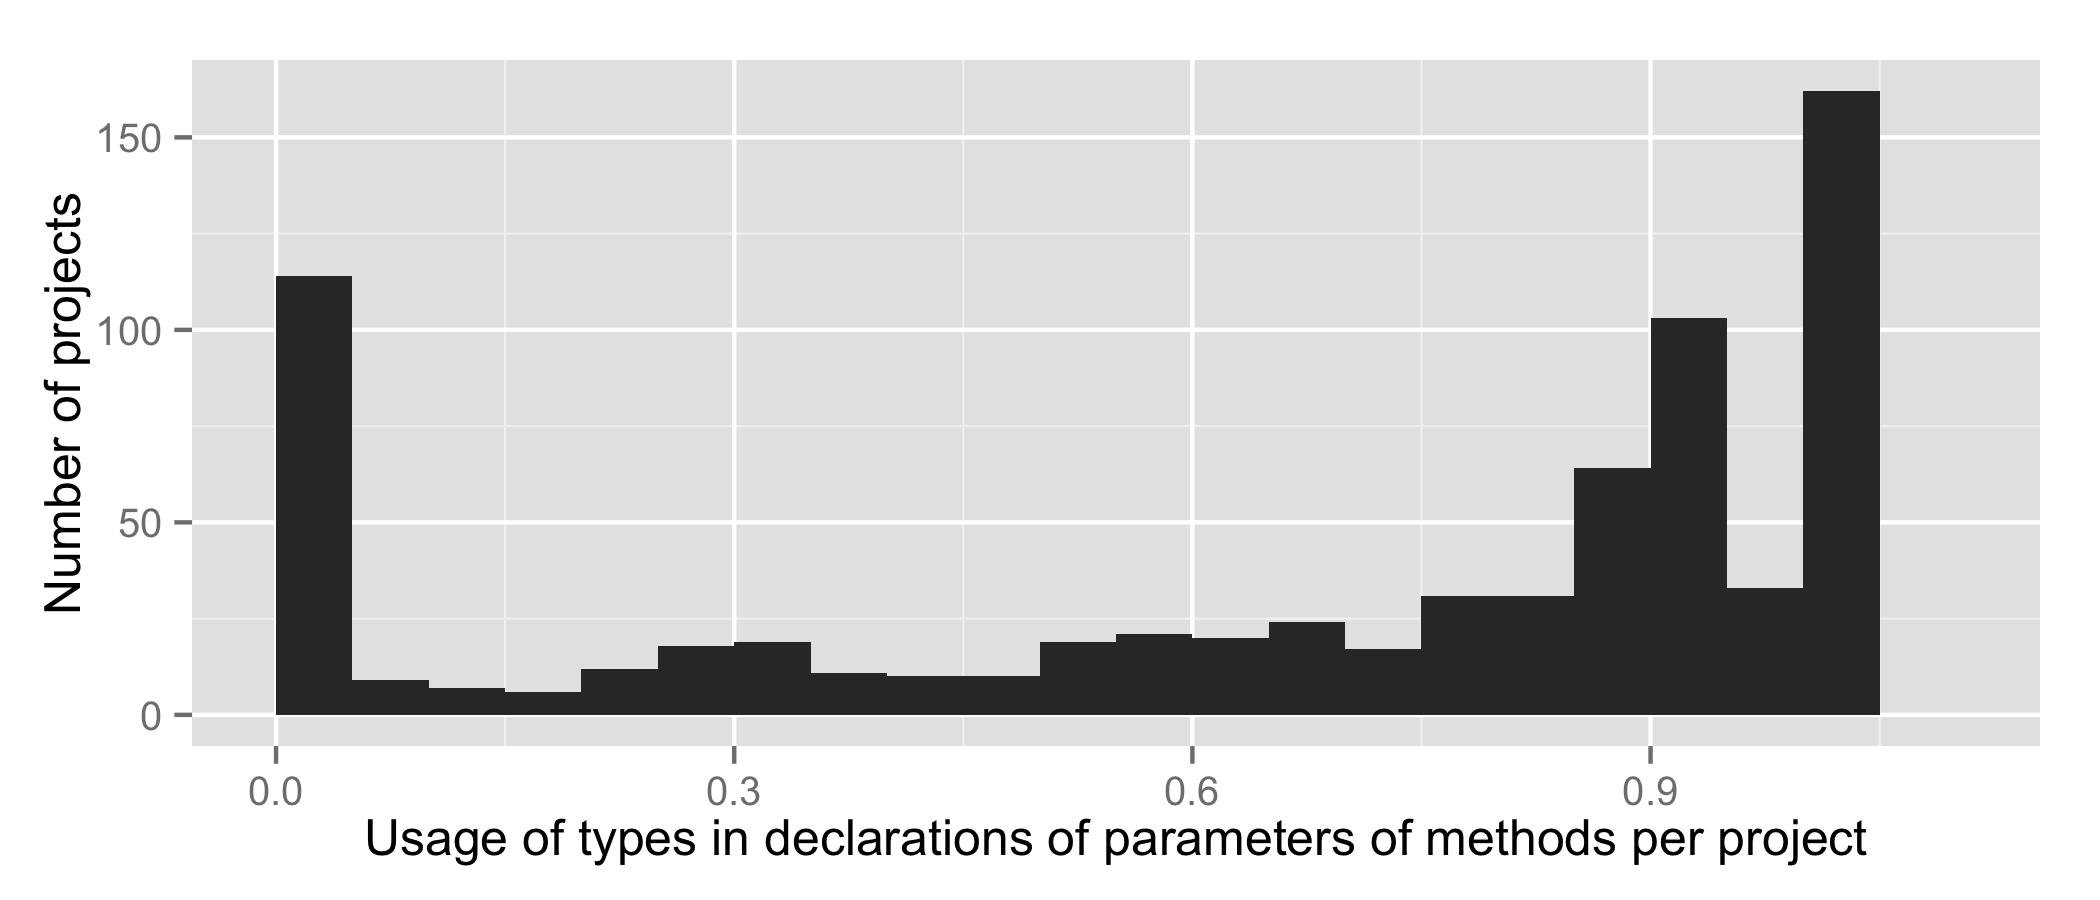 Number of projects
150
100
50
0
0.0 0.3 0.6 0.9
Usage of types in declarations of parameters of methods per project